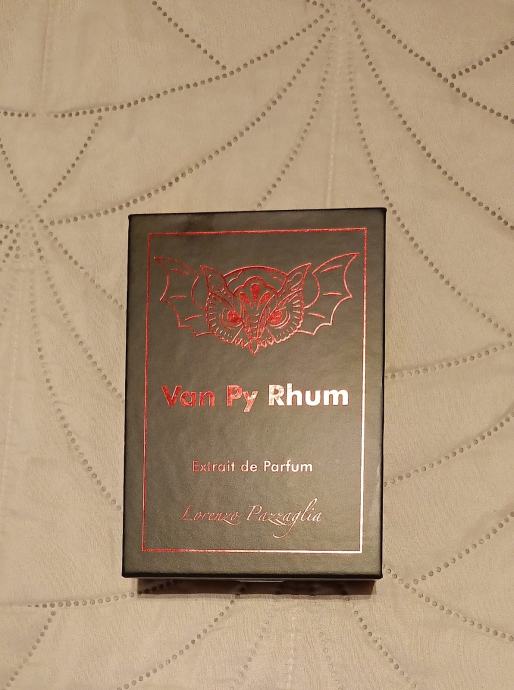 Van Py Rhum
Extrait de Parfum
Lorenzo Pazzaglia